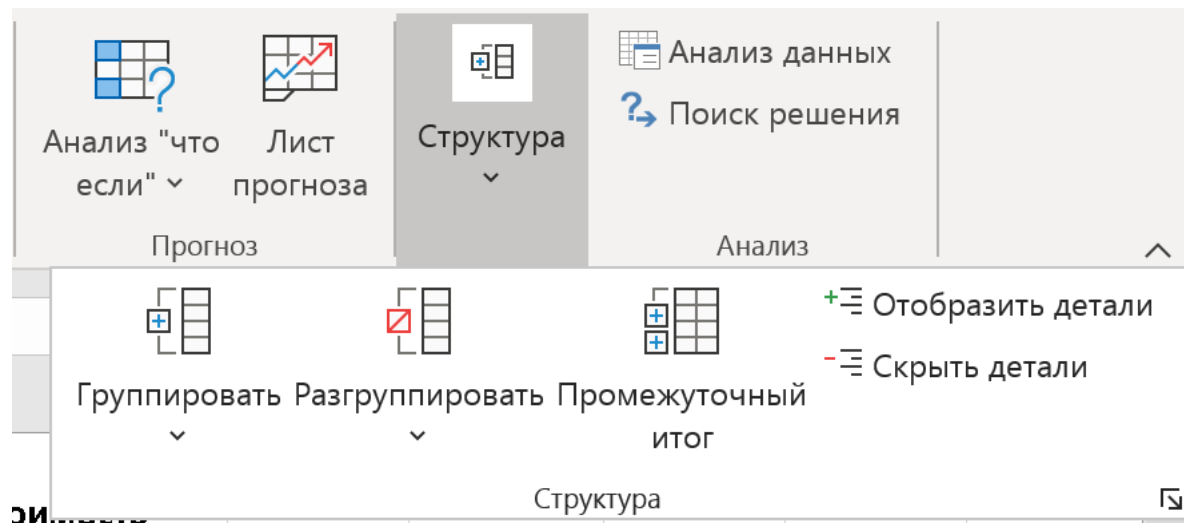 Анализ "что
если"
Лист
прогноза
Прогноз
Структура
Анализ данных
Поиск решения
Анализ
Группировать
Разгруппировать
Промежуточный
итог
Отобразить детали
Скрыть детали
Структура